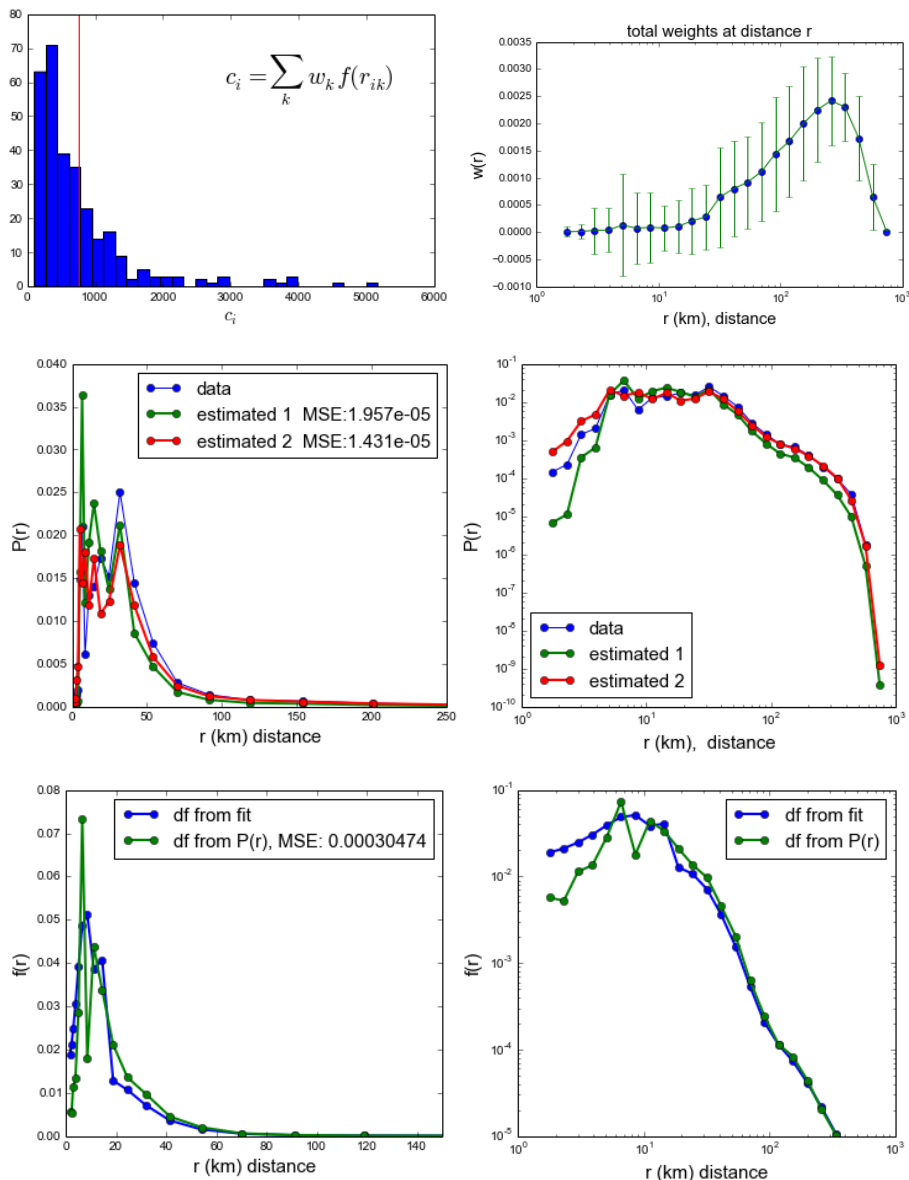 80
70
60
50
40
30
20
10
0
c_i = ∑_k w_k f(r_{ik})
0 1000 2000 3000 4000 5000 6000
c_i
total weights at distance r
0.0035
0.0030
0.0025
0.0020
0.0015
0.0010
0.0005
0.0000
−0.0005
−0.0010
w(r)
10^0 10^1 10^2 10^3
r (km), distance
0.040
0.035
0.030
0.025
0.020
0.015
0.010
0.005
0.000
P(r)
data
estimated 1 MSE:1.957e-05
estimated 2 MSE:1.431e-05
0 50 100 150 200 250
r (km) distance
10^-1
10^-2
10^-3
10^-4
10^-5
10^-6
10^-7
10^-8
10^-9
10^-10
P(r)
data
estimated 1
estimated 2
10^0 10^1 10^2 10^3
r (km), distance
0.08
0.07
0.06
0.05
0.04
0.03
0.02
0.01
0.00
f(r)
df from fit
df from P(r), MSE: 0.00030474
0 20 40 60 80 100 120 140
r (km) distance
10^-1
10^-2
10^-3
10^-4
10^-5
f(r)
df from fit
df from P(r)
10^0 10^1 10^2 10^3
r (km) distance